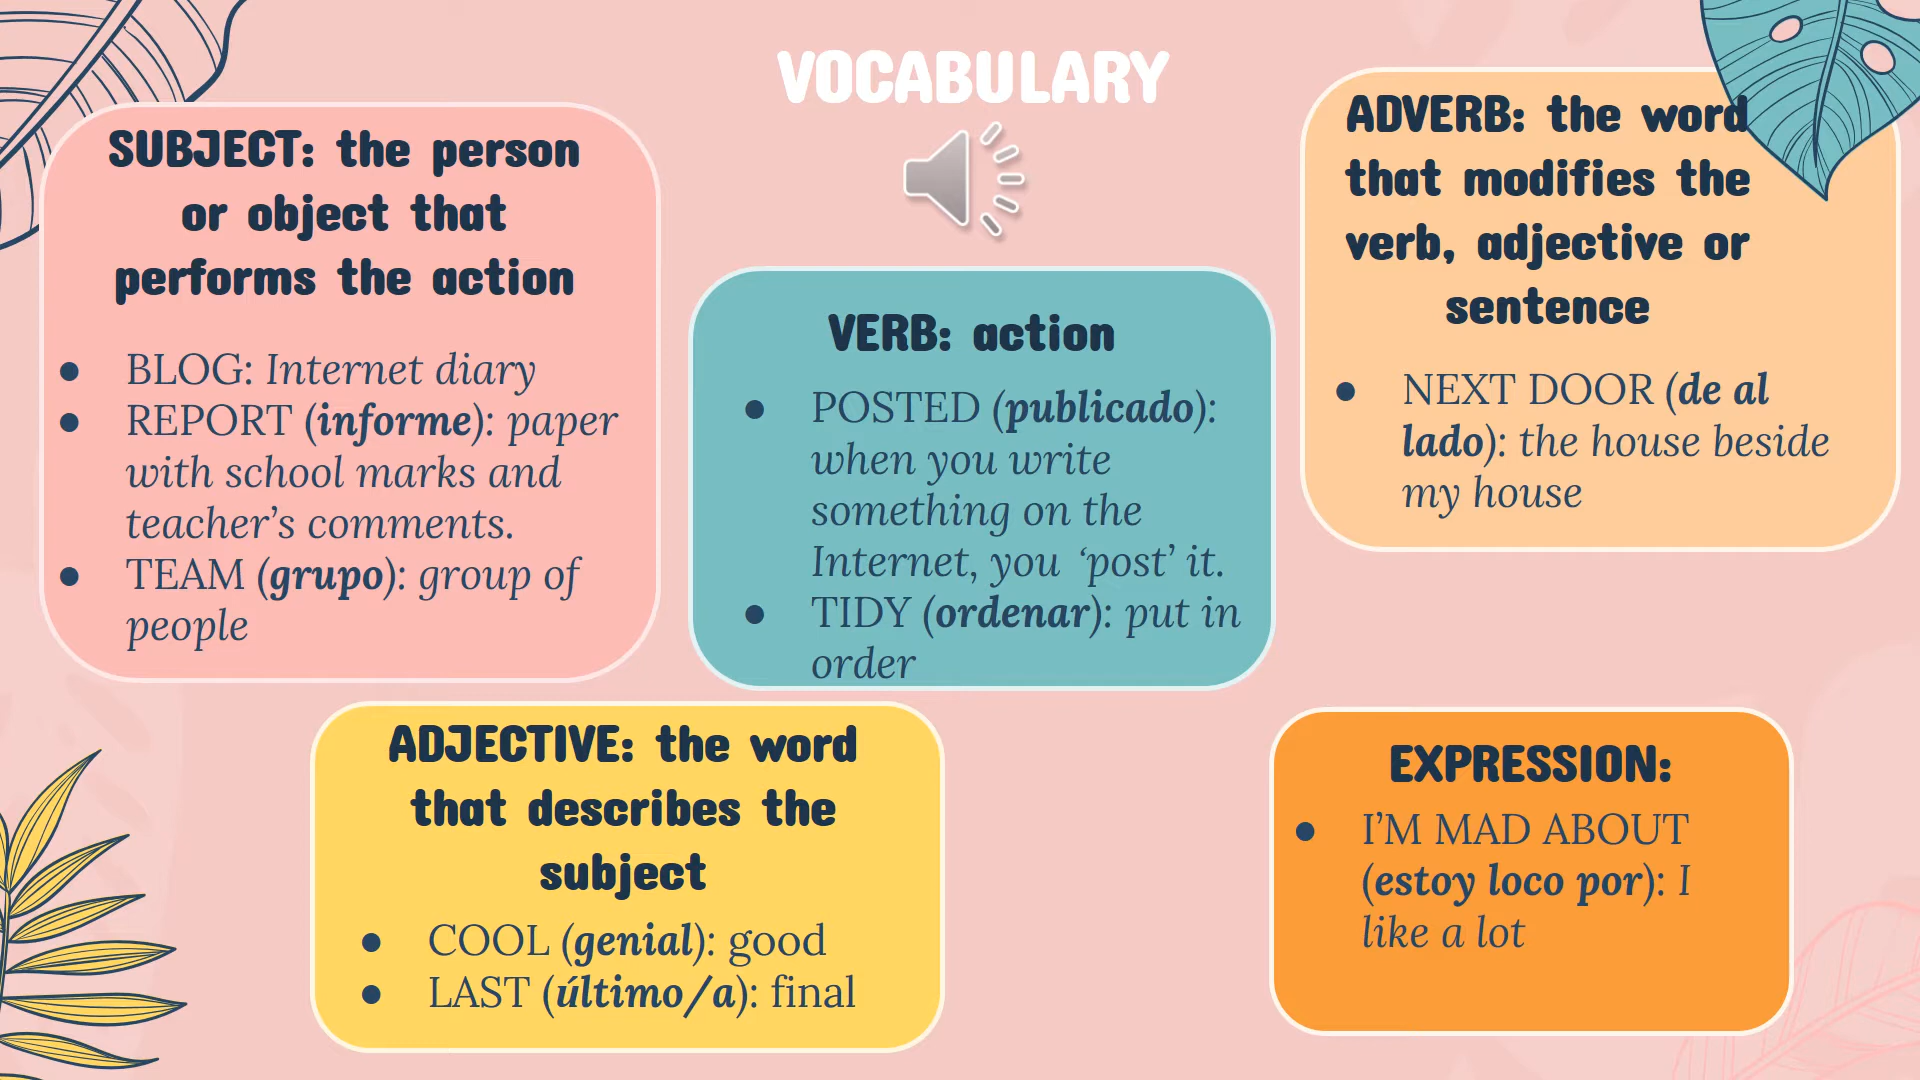 VOCABULARY
SUBJECT: the person
or object that
performs the action
● BLOG: Internet diary
● REPORT (informe): paper
with school marks and
teacher’s comments.
● TEAM (grupo): group of
people
VERB: action
● POSTED (publicado):
when you write
something on the
Internet, you ‘post’ it.
● TIDY (ordenar): put in
order
ADVERB: the word
that modifies the
verb, adjective or
sentence
● NEXT DOOR (de al
lado): the house beside
my house
ADJECTIVE: the word
that describes the
subject
● COOL (genial): good
● LAST (último/a): final
EXPRESSION:
● I’M MAD ABOUT
(estoy loco por): I
like a lot